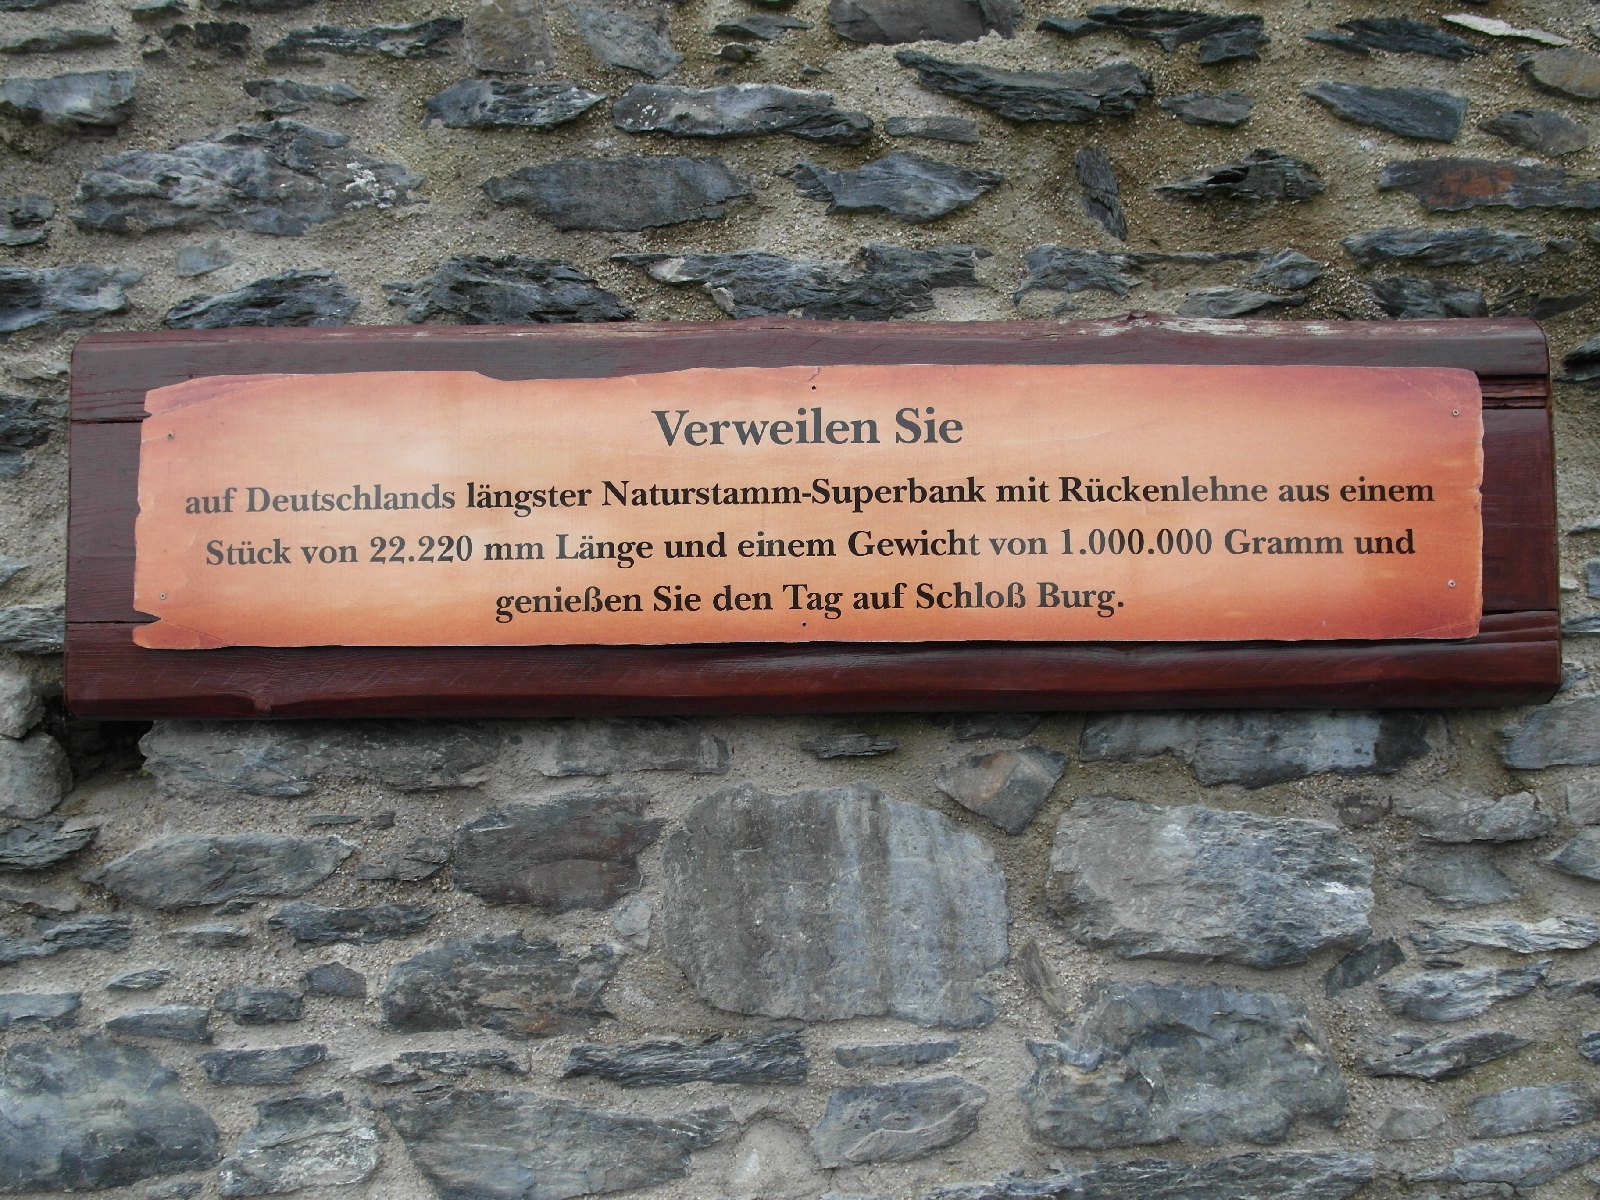 Verweilen Sie
auf Deutschlands längster Naturstamm-Superbank mit Rückenlehne aus einem
Stück von 22.220 mm Länge und einem Gewicht von 1.000.000 Gramm und
genießen Sie den Tag auf Schloß Burg.